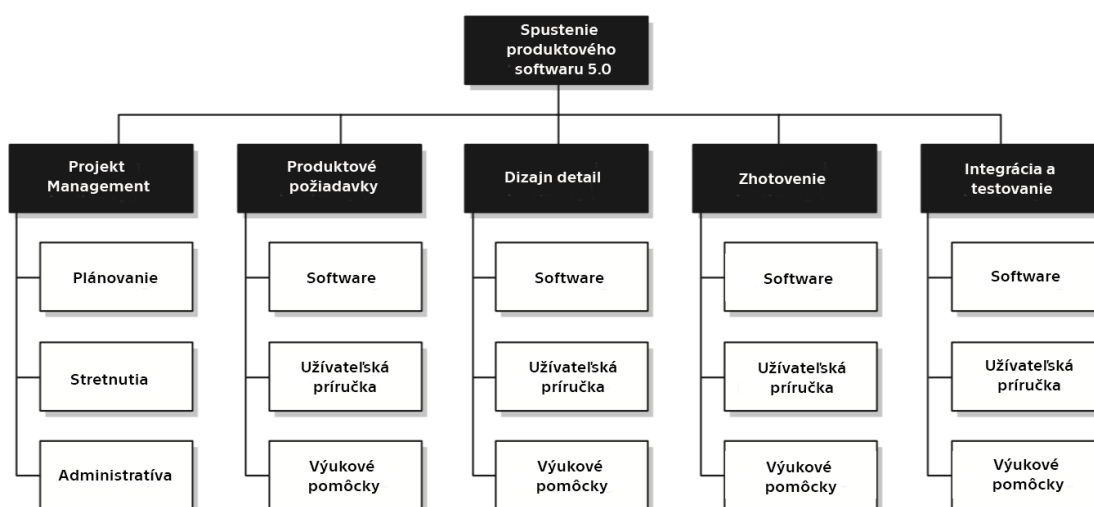 Spustenie
produktového
softwaru 5.0
Projekt
Management
Produktové
požiadavky
Dizajn detail
Zhotovenie
Integrácia a
testovanie
Plánovanie
Software
Software
Software
Software
Stretnutia
Užívateľská
príručka
Užívateľská
príručka
Užívateľská
príručka
Užívateľská
príručka
Administratíva
Výukové
pomôcky
Výukové
pomôcky
Výukové
pomôcky
Výukové
pomôcky